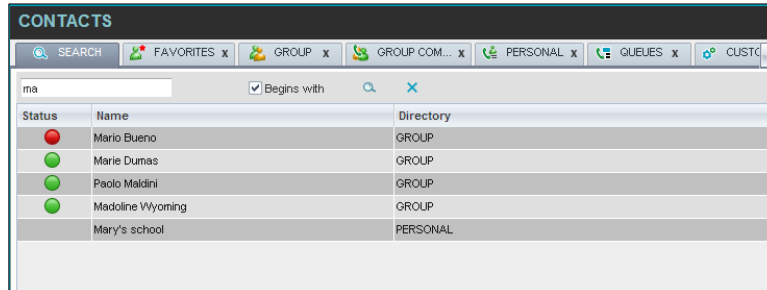 CONTACTS
SEARCH FAVORITES x GROUP x GROUP COM... x PERSONAL x QUEUES x CUSTC
ma Begins with
Status Name Directory
Mario Bueno GROUP
Marie Dumas GROUP
Paolo Maldini GROUP
Madoline Wyoming GROUP
Mary's school PERSONAL